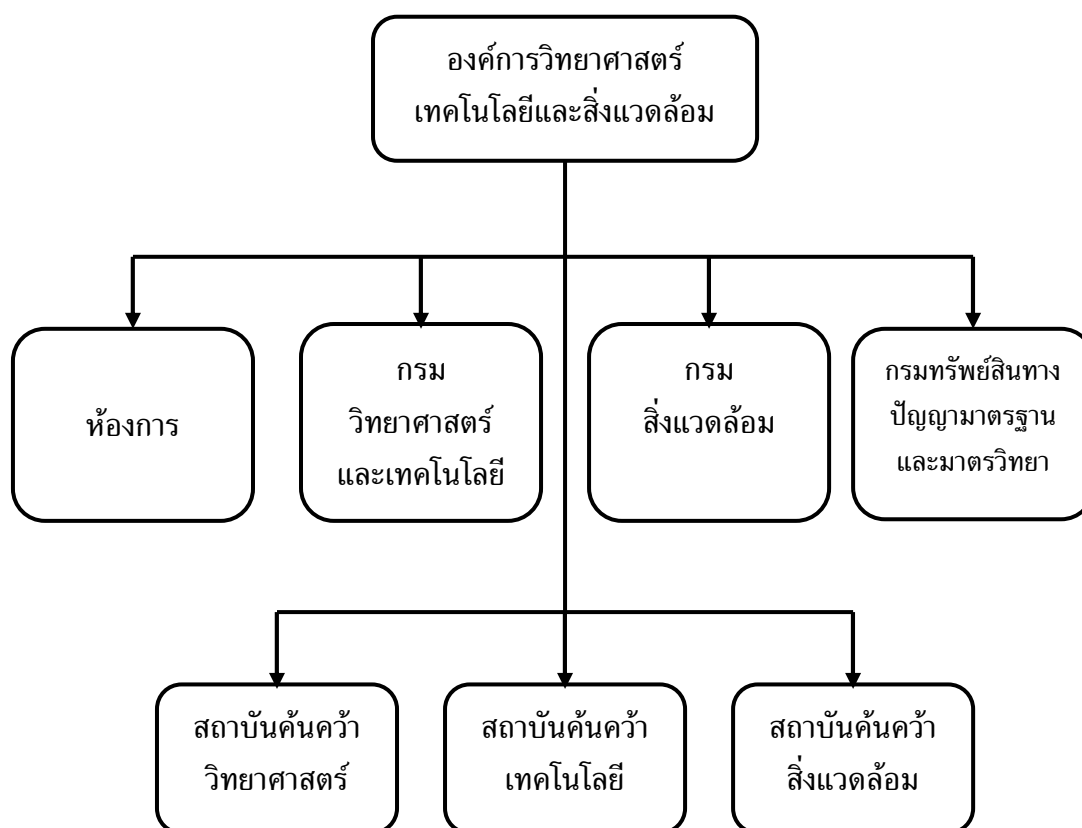 องค์การวิทยาศาสตร์
เทคโนโลยีและสิ่งแวดล้อม
ห้องการ
กรม
วิทยาศาสตร์
และเทคโนโลยี
กรม
สิ่งแวดล้อม
กรมทรัพย์สินทาง
ปัญญามาตรฐาน
และมาตรวิทยา
สถาบันค้นคว้า
วิทยาศาสตร์
สถาบันค้นคว้า
เทคโนโลยี
สถาบันค้นคว้า
สิ่งแวดล้อม